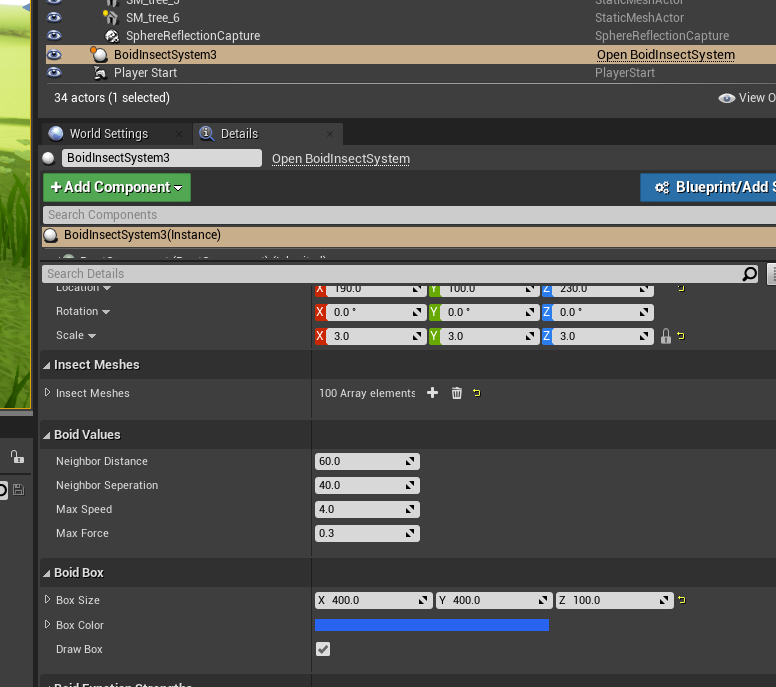 SM_tree_5 StaticMeshActor
SM_tree_6 StaticMeshActor
SphereReflectionCapture SphereReflectionCapture
BoidInsectSystem3 Open BoidInsectSystem
Player Start PlayerStart
34 actors (1 selected) View O
World Settings Details
BoidInsectSystem3 Open BoidInsectSystem
+ Add Component Blueprint/Add S
Search Components
BoidInsectSystem3(Instance)
Search Details
Location X 190.0 Y 100.0 Z 230.0
Rotation X 0.0 ° Y 0.0 ° Z 0.0 °
Scale X 3.0 Y 3.0 Z 3.0
Insect Meshes
Insect Meshes 100 Array elements
Boid Values
Neighbor Distance 60.0
Neighbor Seperation 40.0
Max Speed 4.0
Max Force 0.3
Boid Box
Box Size X 400.0 Y 400.0 Z 100.0
Box Color
Draw Box
Boid Function Strengths